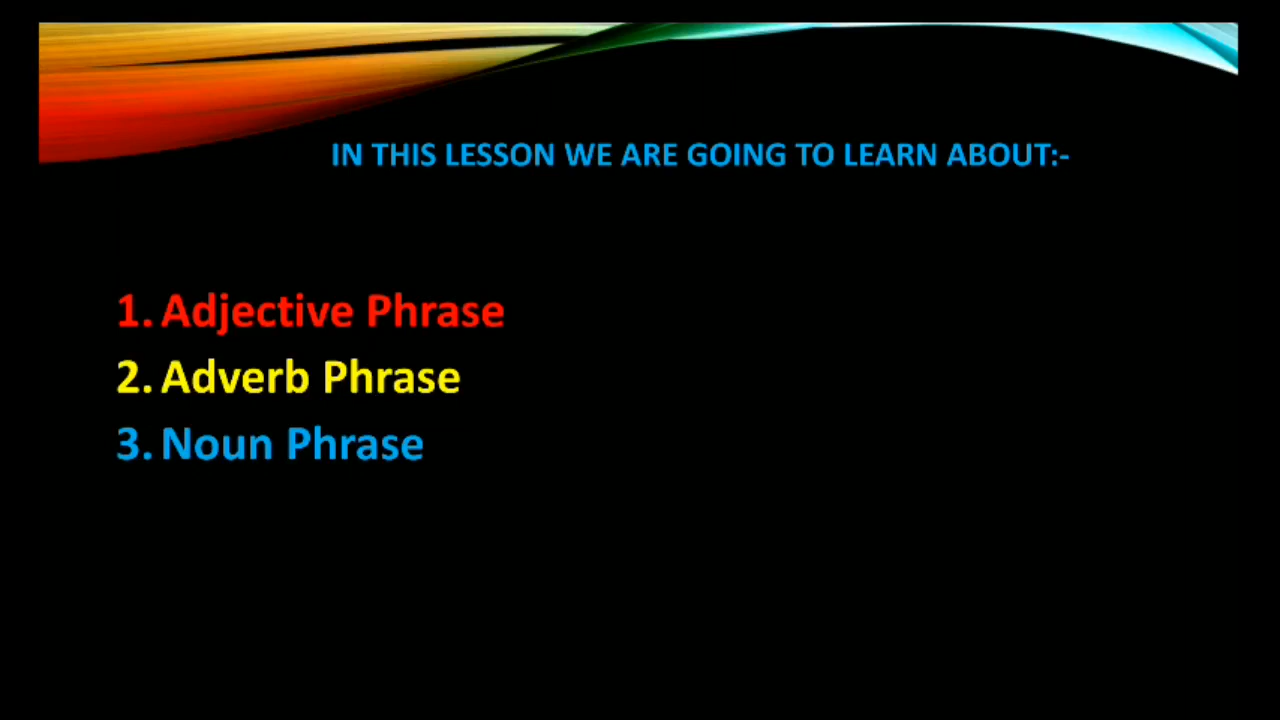 IN THIS LESSON WE ARE GOING TO LEARN ABOUT:-
1. Adjective Phrase
2. Adverb Phrase
3. Noun Phrase